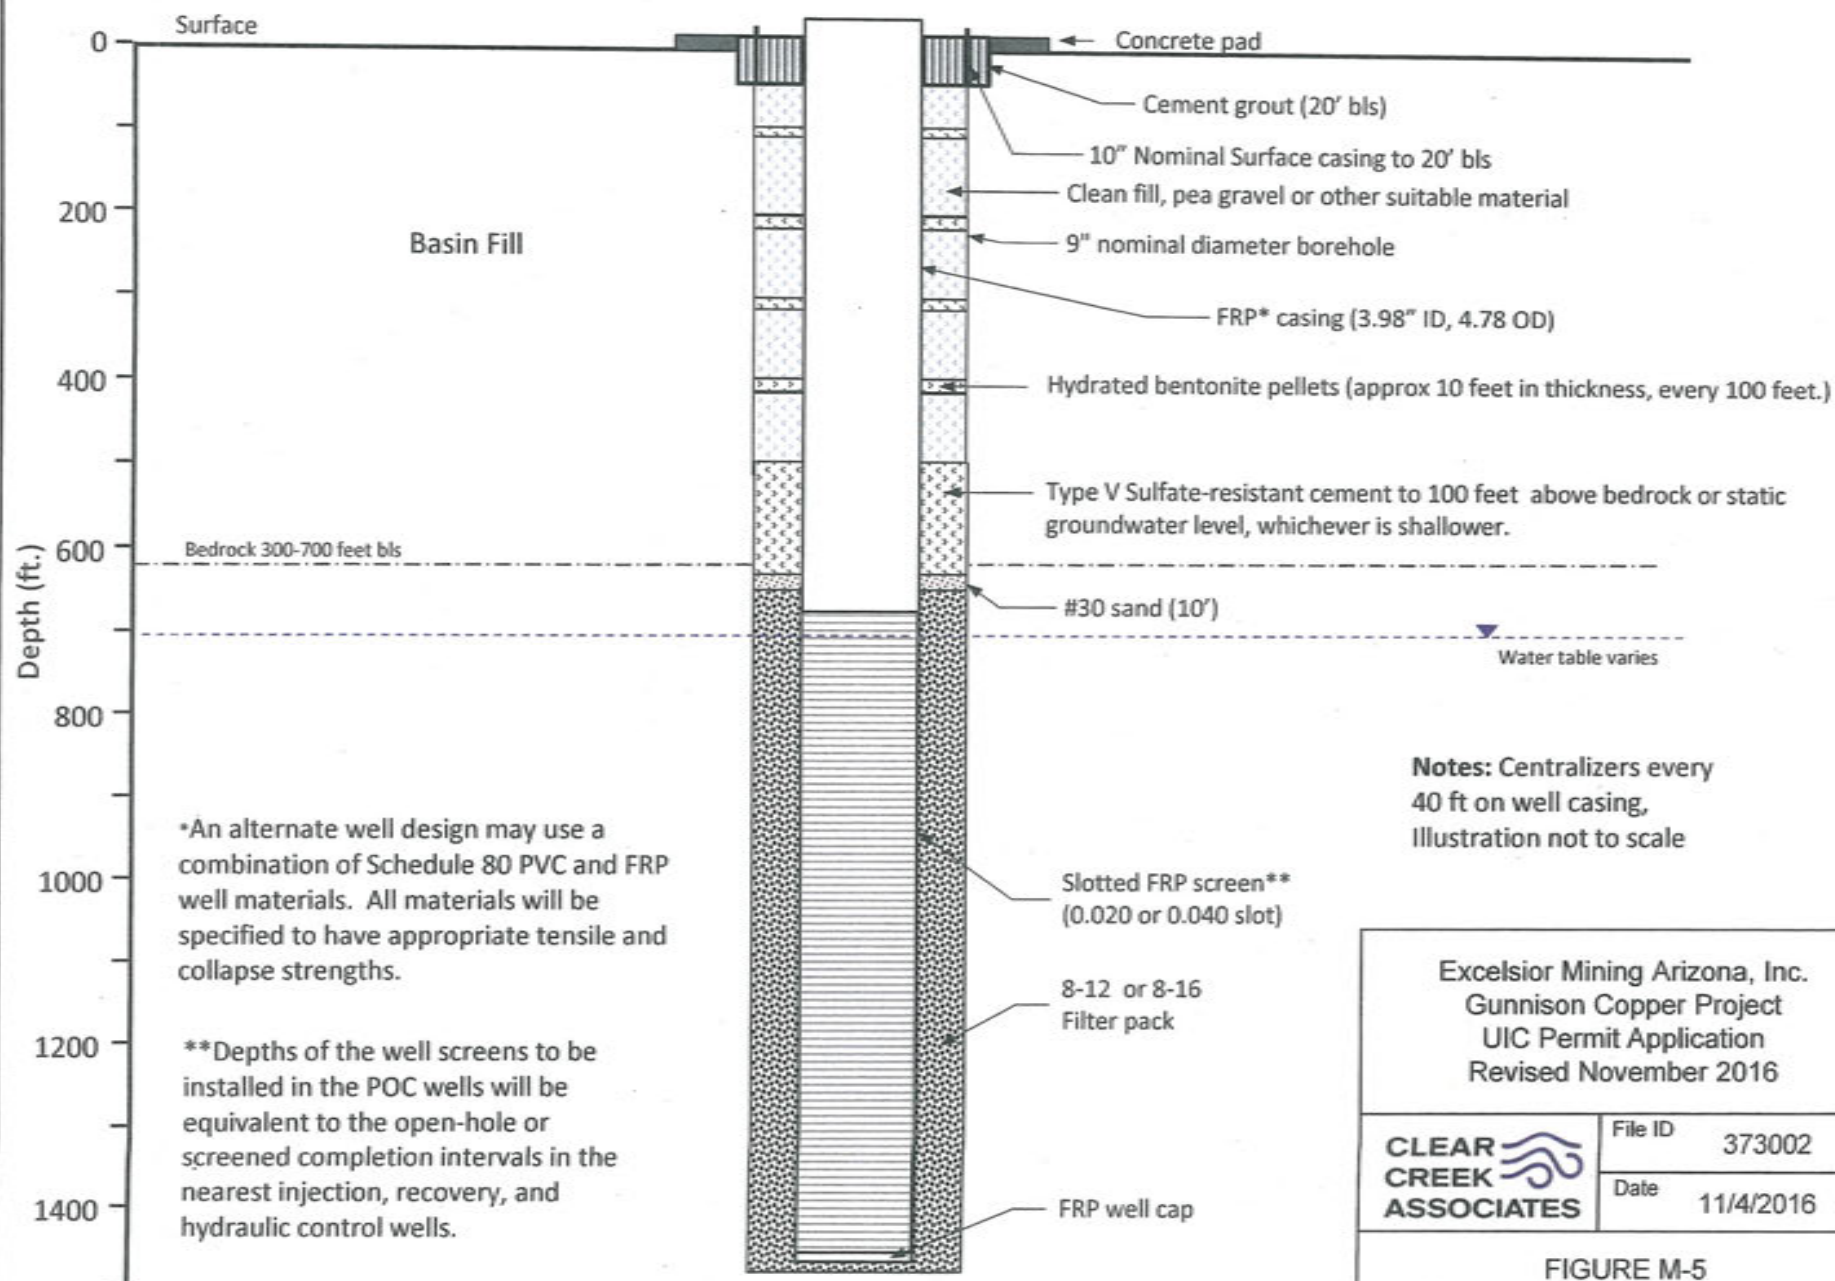 Surface
0
Concrete pad
Cement grout (20' bls)
10" Nominal Surface casing to 20' bls
Clean fill, pea gravel or other suitable material
200
Basin Fill
9" nominal diameter borehole
FRP* casing (3.98" ID, 4.78 OD)
400
Hydrated bentonite pellets (approx 10 feet in thickness, every 100 feet.)
Type V Sulfate-resistant cement to 100 feet above bedrock or static
groundwater level, whichever is shallower.
Depth (ft.)
600
Bedrock 300-700 feet bls
#30 sand (10')
Water table varies
800
Notes: Centralizers every
40 ft on well casing,
Illustration not to scale
*An alternate well design may use a
combination of Schedule 80 PVC and FRP
well materials. All materials will be
specified to have appropriate tensile and
collapse strengths.
1000
Slotted FRP screen**
(0.020 or 0.040 slot)
8-12 or 8-16
Filter pack
1200
**Depths of the well screens to be
installed in the POC wells will be
equivalent to the open-hole or
screened completion intervals in the
nearest injection, recovery, and
hydraulic control wells.
1400
FRP well cap
Excelsior Mining Arizona, Inc.
Gunnison Copper Project
UIC Permit Application
Revised November 2016
CLEAR
CREEK
ASSOCIATES
File ID
373002
Date
11/4/2016
FIGURE M-5